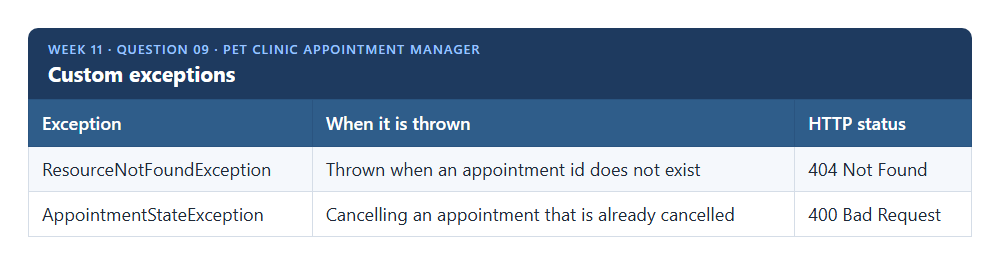 WEEK 11 · QUESTION 09 · PET CLINIC APPOINTMENT MANAGER
Custom exceptions
Exception When it is thrown HTTP status
ResourceNotFoundException Thrown when an appointment id does not exist 404 Not Found
AppointmentStateException Cancelling an appointment that is already cancelled 400 Bad Request